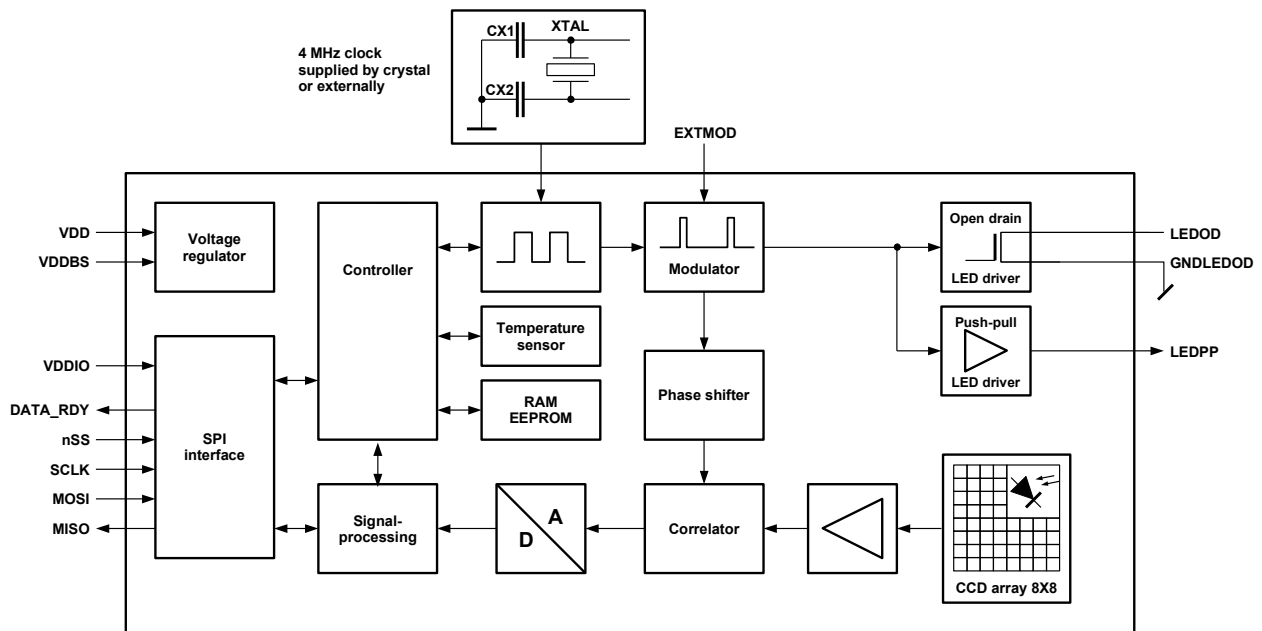 CX1
XTAL
4 MHz clock
supplied by crystal
or externally
CX2
EXTMOD
VDD
VDDBS
Voltage
regulator
Controller
Modulator
Open drain
LED driver
LEDOD
GNDLEDOD
Temperature
sensor
Push-pull
LED driver
LEDPP
VDDIO
DATA_RDY
nSS
SCLK
MOSI
MISO
SPI
interface
RAM
EEPROM
Phase shifter
Signal-
processing
A
D
Correlator
CCD array 8X8